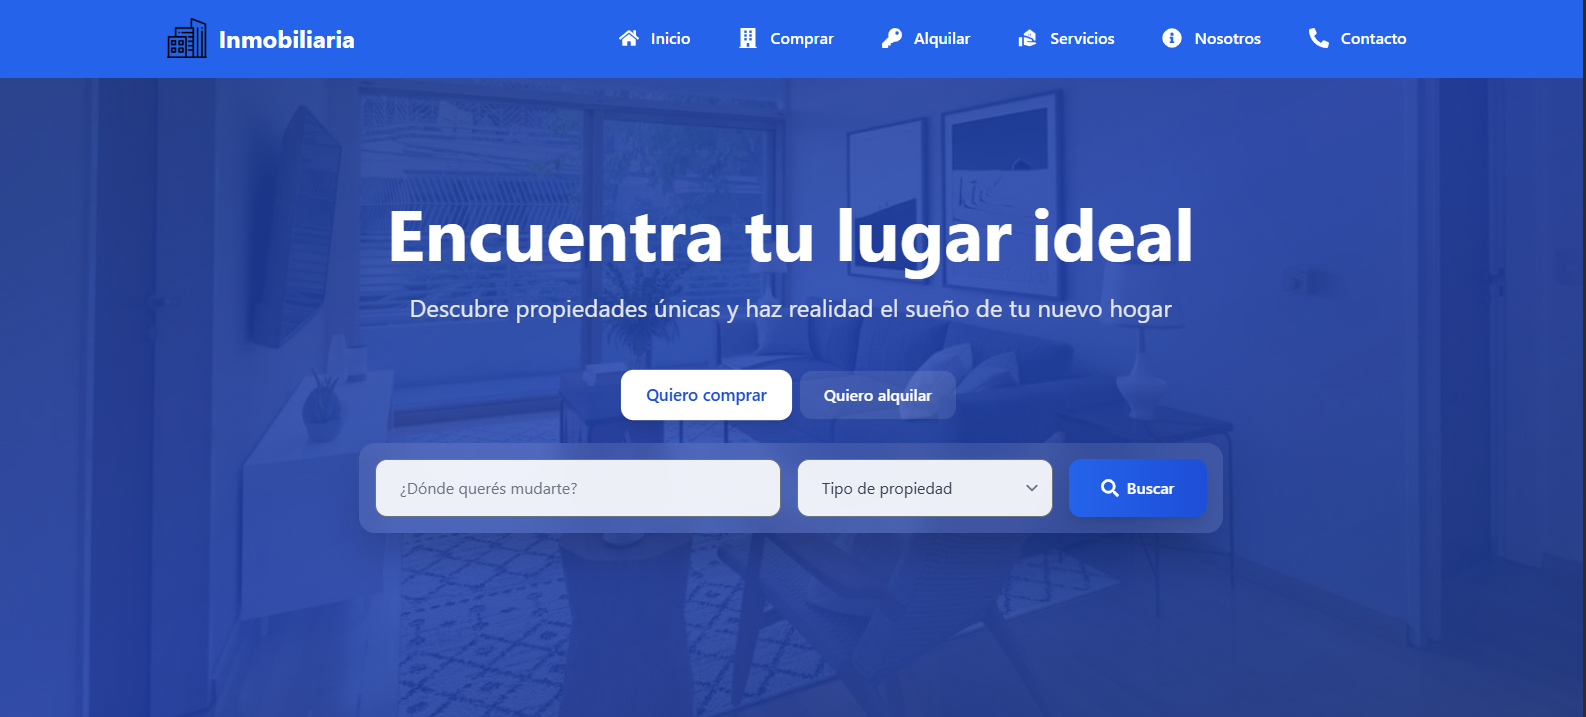 Inmobiliaria
Inicio
Comprar
Alquilar
Servicios
Nosotros
Contacto
Encuentra tu lugar ideal
Descubre propiedades únicas y haz realidad el sueño de tu nuevo hogar
Quiero comprar
Quiero alquilar
¿Dónde querés mudarte?
Tipo de propiedad
Buscar